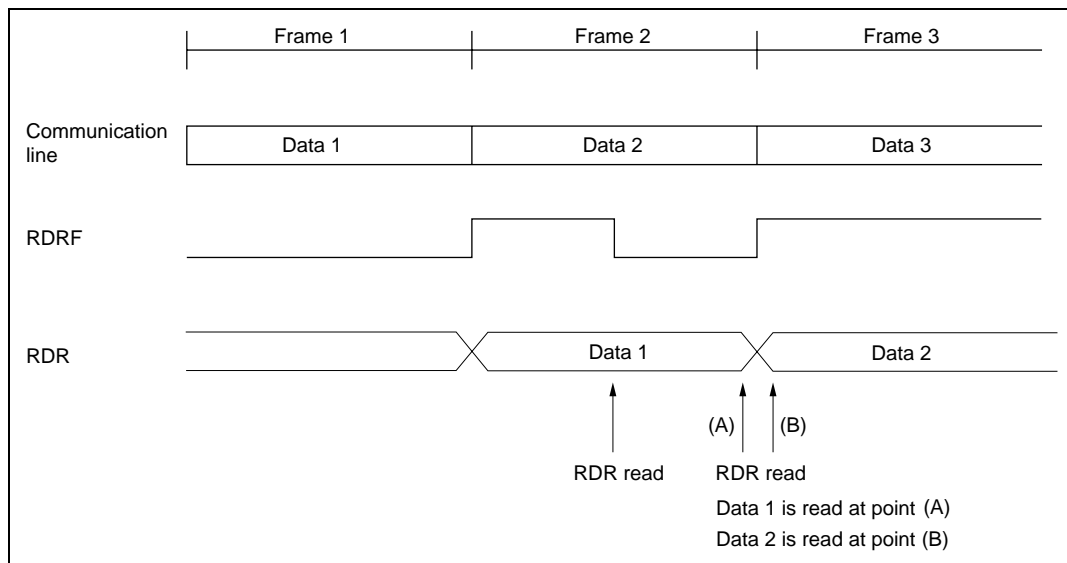 Frame 1 Frame 2 Frame 3
Communication
line
Data 1 Data 2 Data 3
RDRF
RDR
Data 1 Data 2
(A) (B)
RDR read RDR read
Data 1 is read at point (A)
Data 2 is read at point (B)